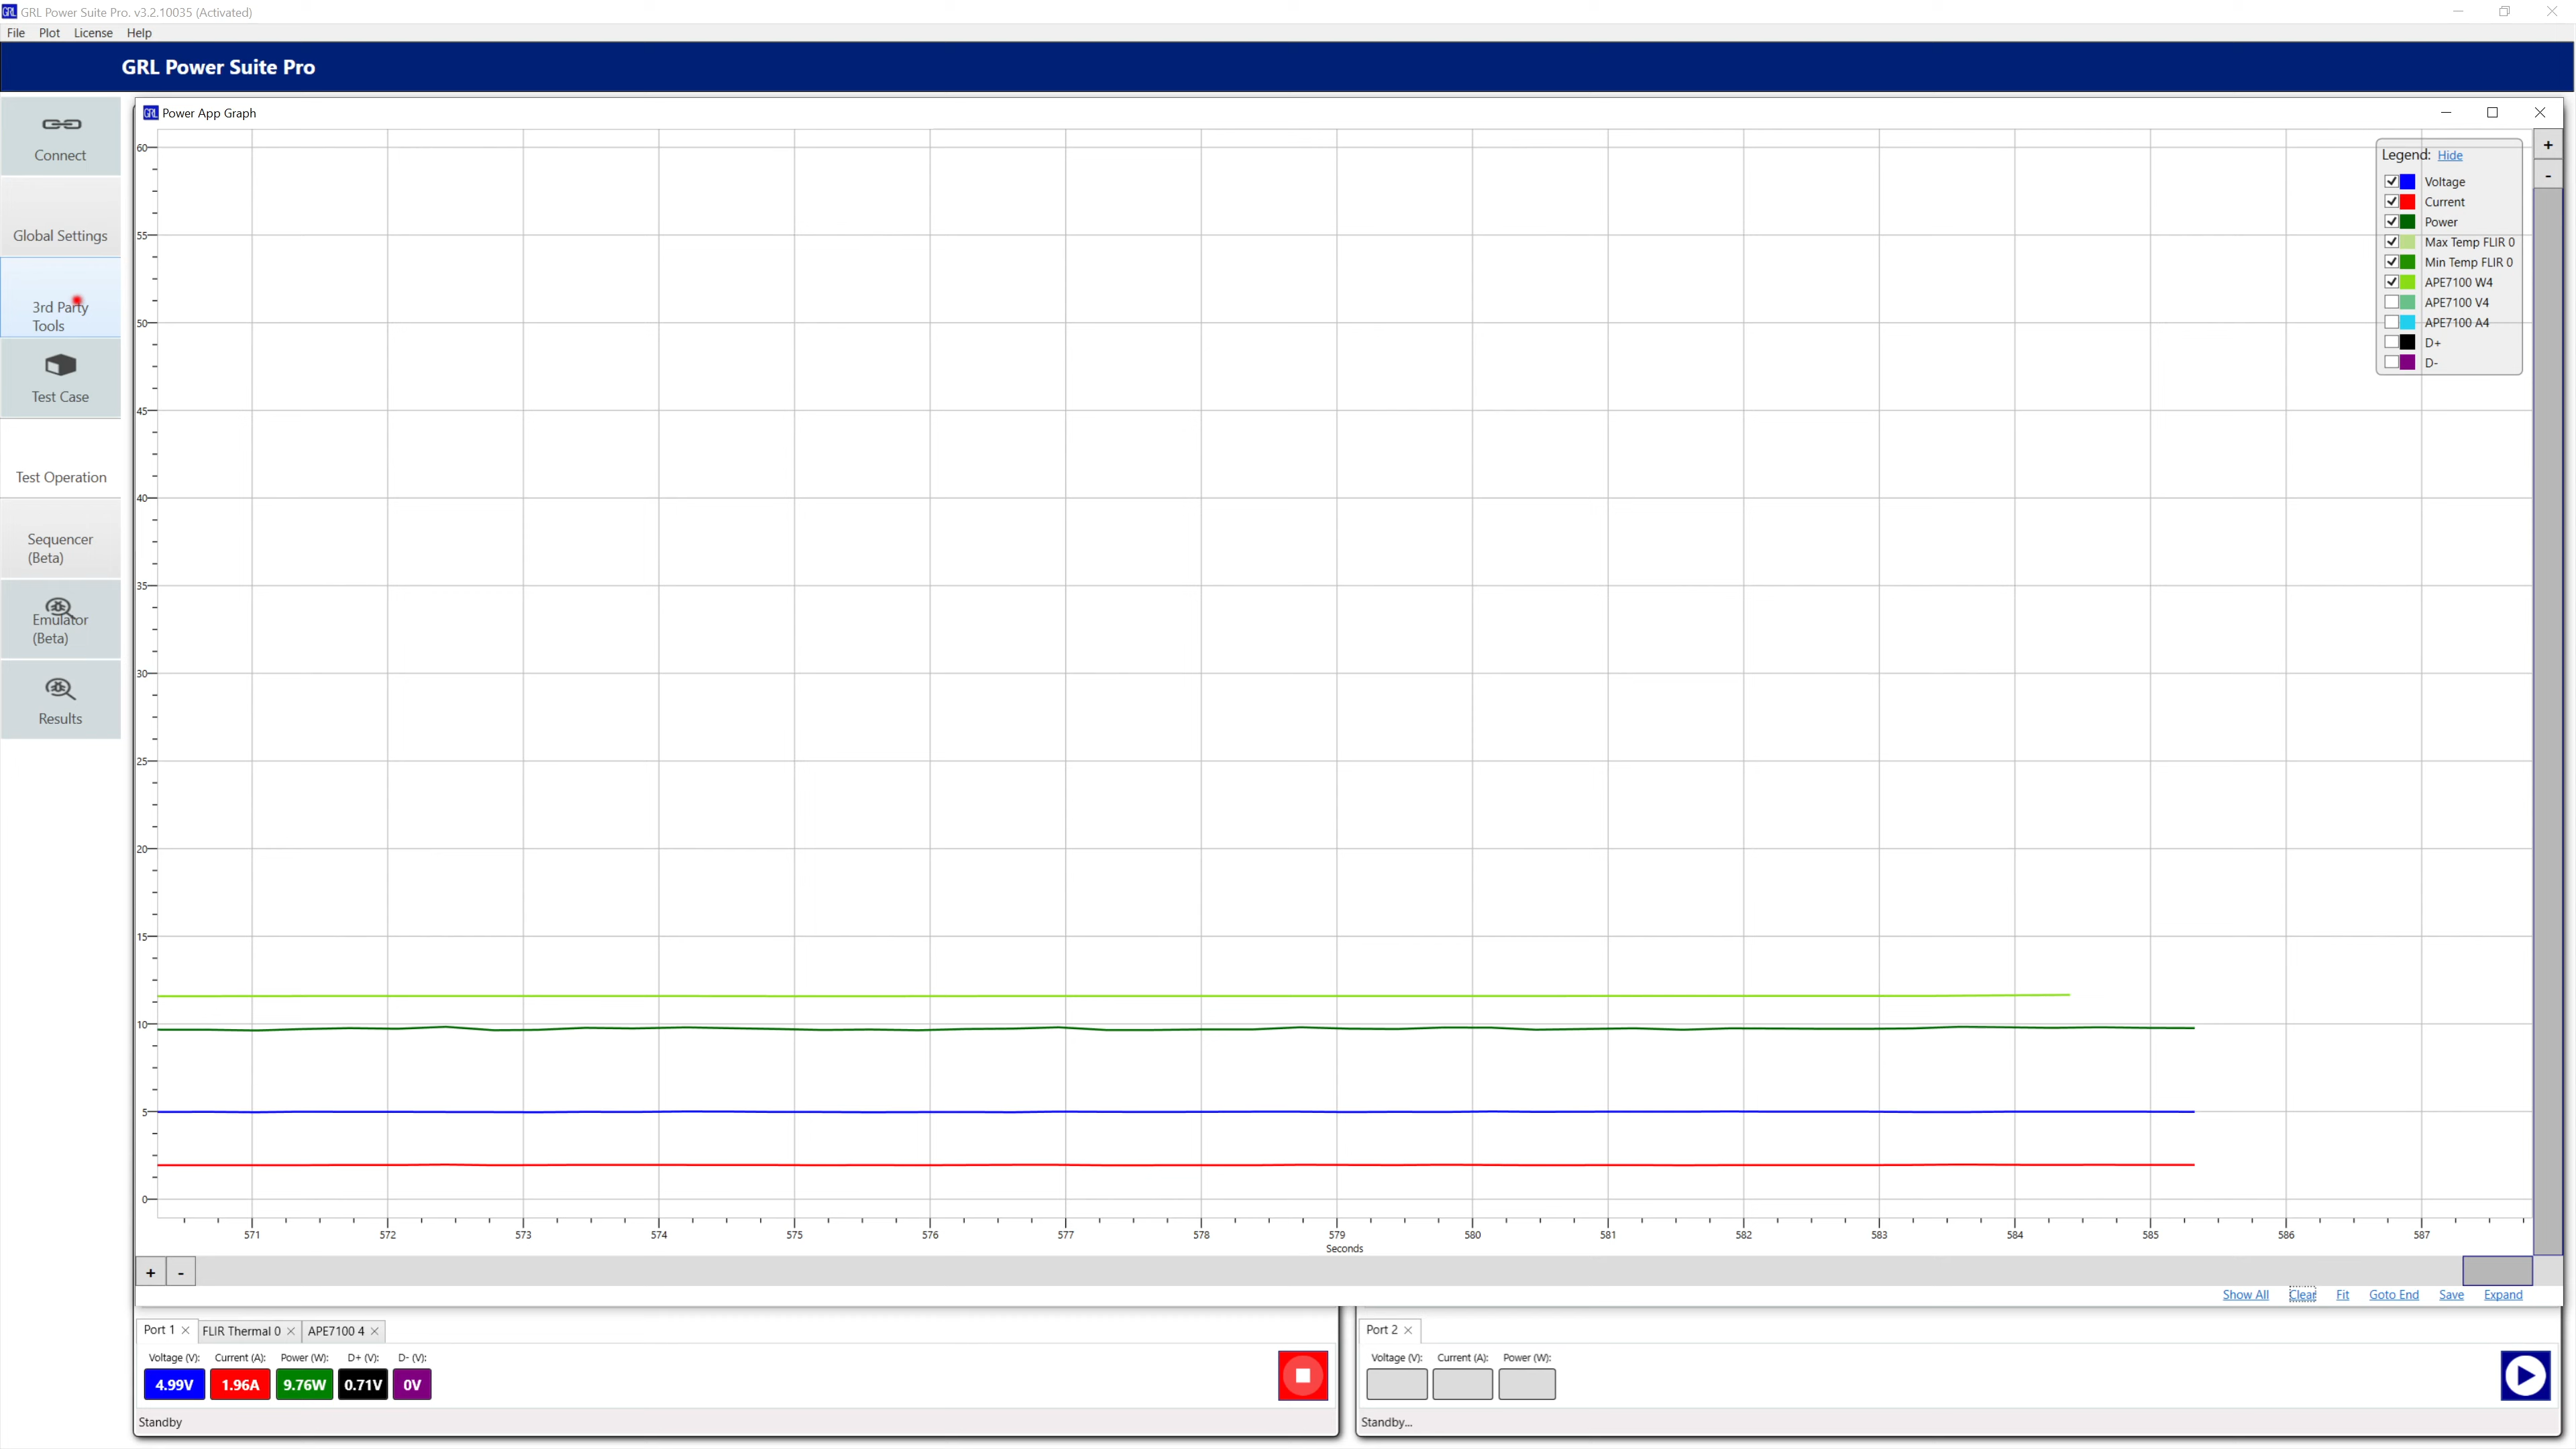 GRL GRL Power Suite Pro. v3.2.10035 (Activated)
File Plot License Help
GRL Power Suite Pro
Connect
Global Settings
3rd Party
Tools
Test Case
Test Operation
Sequencer
(Beta)
Emulator
(Beta)
Results
GRL Power App Graph
Legend: Hide
Voltage
Current
Power
Max Temp FLIR 0
Min Temp FLIR 0
APE7100 W4
APE7100 V4
APE7100 A4
D+
D-
+
-
60
55
50
45
40
35
30
25
20
15
10
5
0
571 572 573 574 575 576 577 578 579 580 581 582 583 584 585 586 587
Seconds
+ -
Show All Clear Fit Goto End Save Expand
Port 1 FLIR Thermal 0 APE7100 4
Voltage (V): Current (A): Power (W): D+ (V): D- (V):
4.99V 1.96A 9.76W 0.71V 0V
Standby
Port 2
Voltage (V): Current (A): Power (W):
Standby...